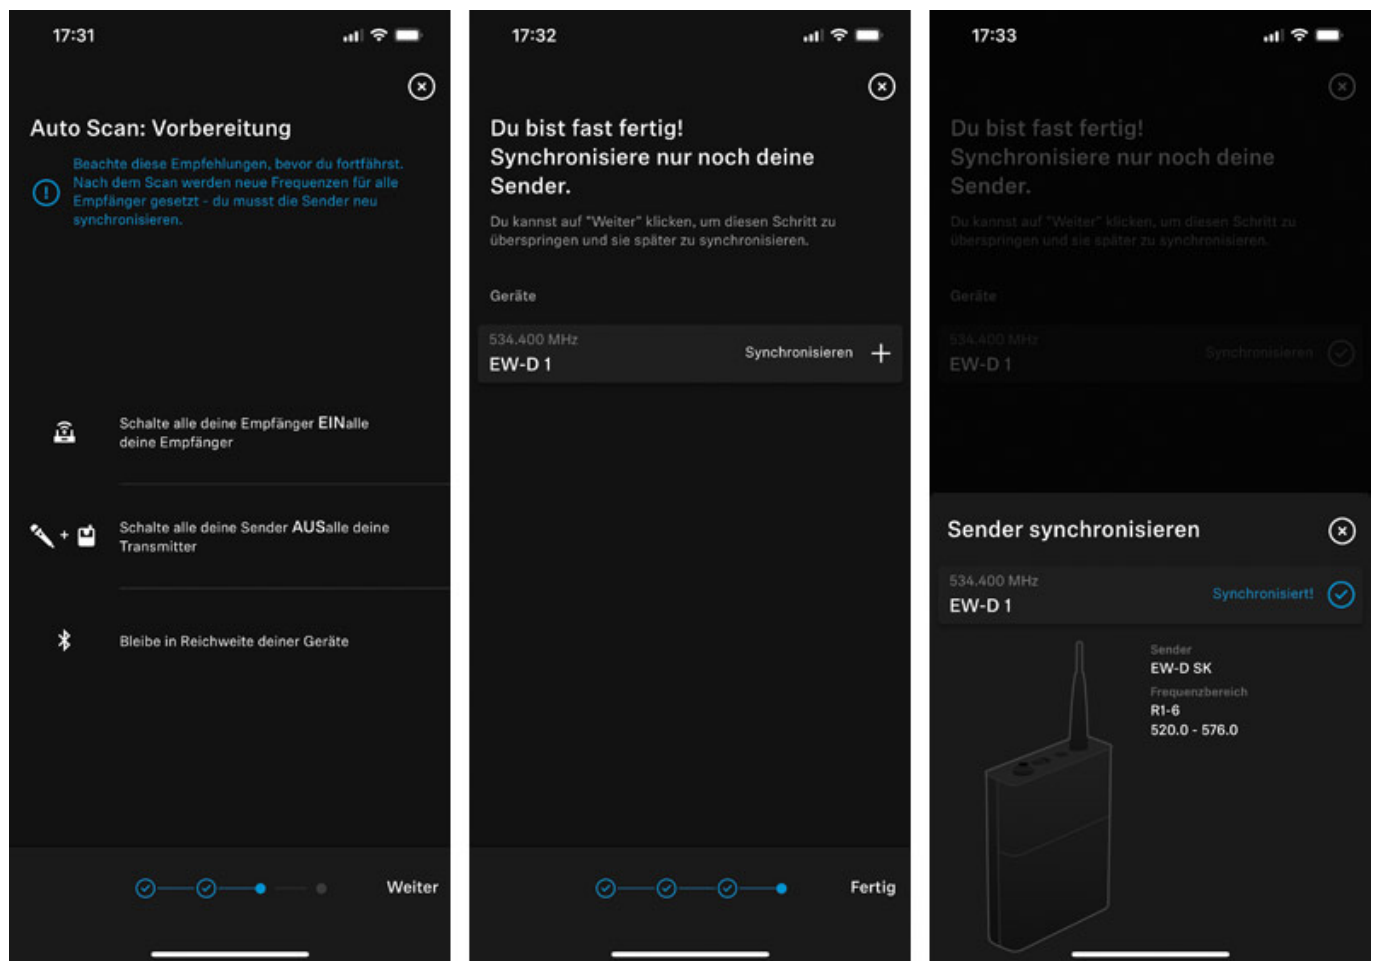 17:31
Auto Scan: Vorbereitung
Beachte diese Empfehlungen, bevor du fortfährst.
Nach dem Scan werden neue Frequenzen für alle
Empfänger gesetzt - du musst die Sender neu
synchronisieren.
Schalte alle deine Empfänger EINalle
deine Empfänger
Schalte alle deine Sender AUSalle deine
Transmitter
Bleibe in Reichweite deiner Geräte
Weiter
17:32
Du bist fast fertig!
Synchronisiere nur noch deine
Sender.
Du kannst auf "Weiter" klicken, um diesen Schritt zu
überspringen und sie später zu synchronisieren.
Geräte
534.400 MHz
EW-D 1
Synchronisieren
Fertig
17:33
Du bist fast fertig!
Synchronisiere nur noch deine
Sender.
Du kannst auf "Weiter" klicken, um diesen Schritt zu
überspringen und sie später zu synchronisieren.
Geräte
534.400 MHz
EW-D 1
Synchronisieren
Sender synchronisieren
534.400 MHz
EW-D 1
Synchronisiert!
Sender
EW-D SK
Frequenzbereich
R1-6
520.0 - 576.0